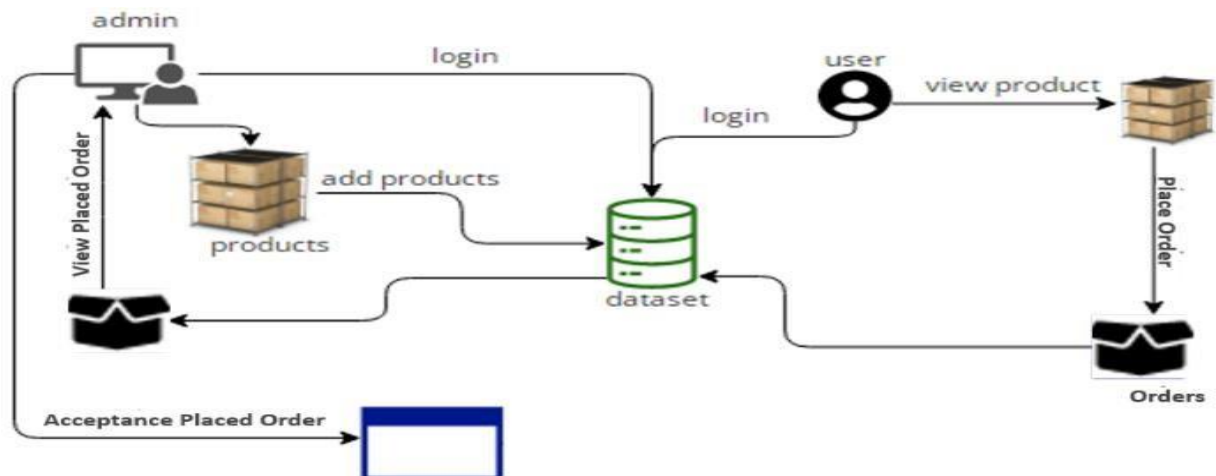 admin
login
user
view product
login
View Placed Order
add products
products
Place Order
dataset
Orders
Acceptance Placed Order